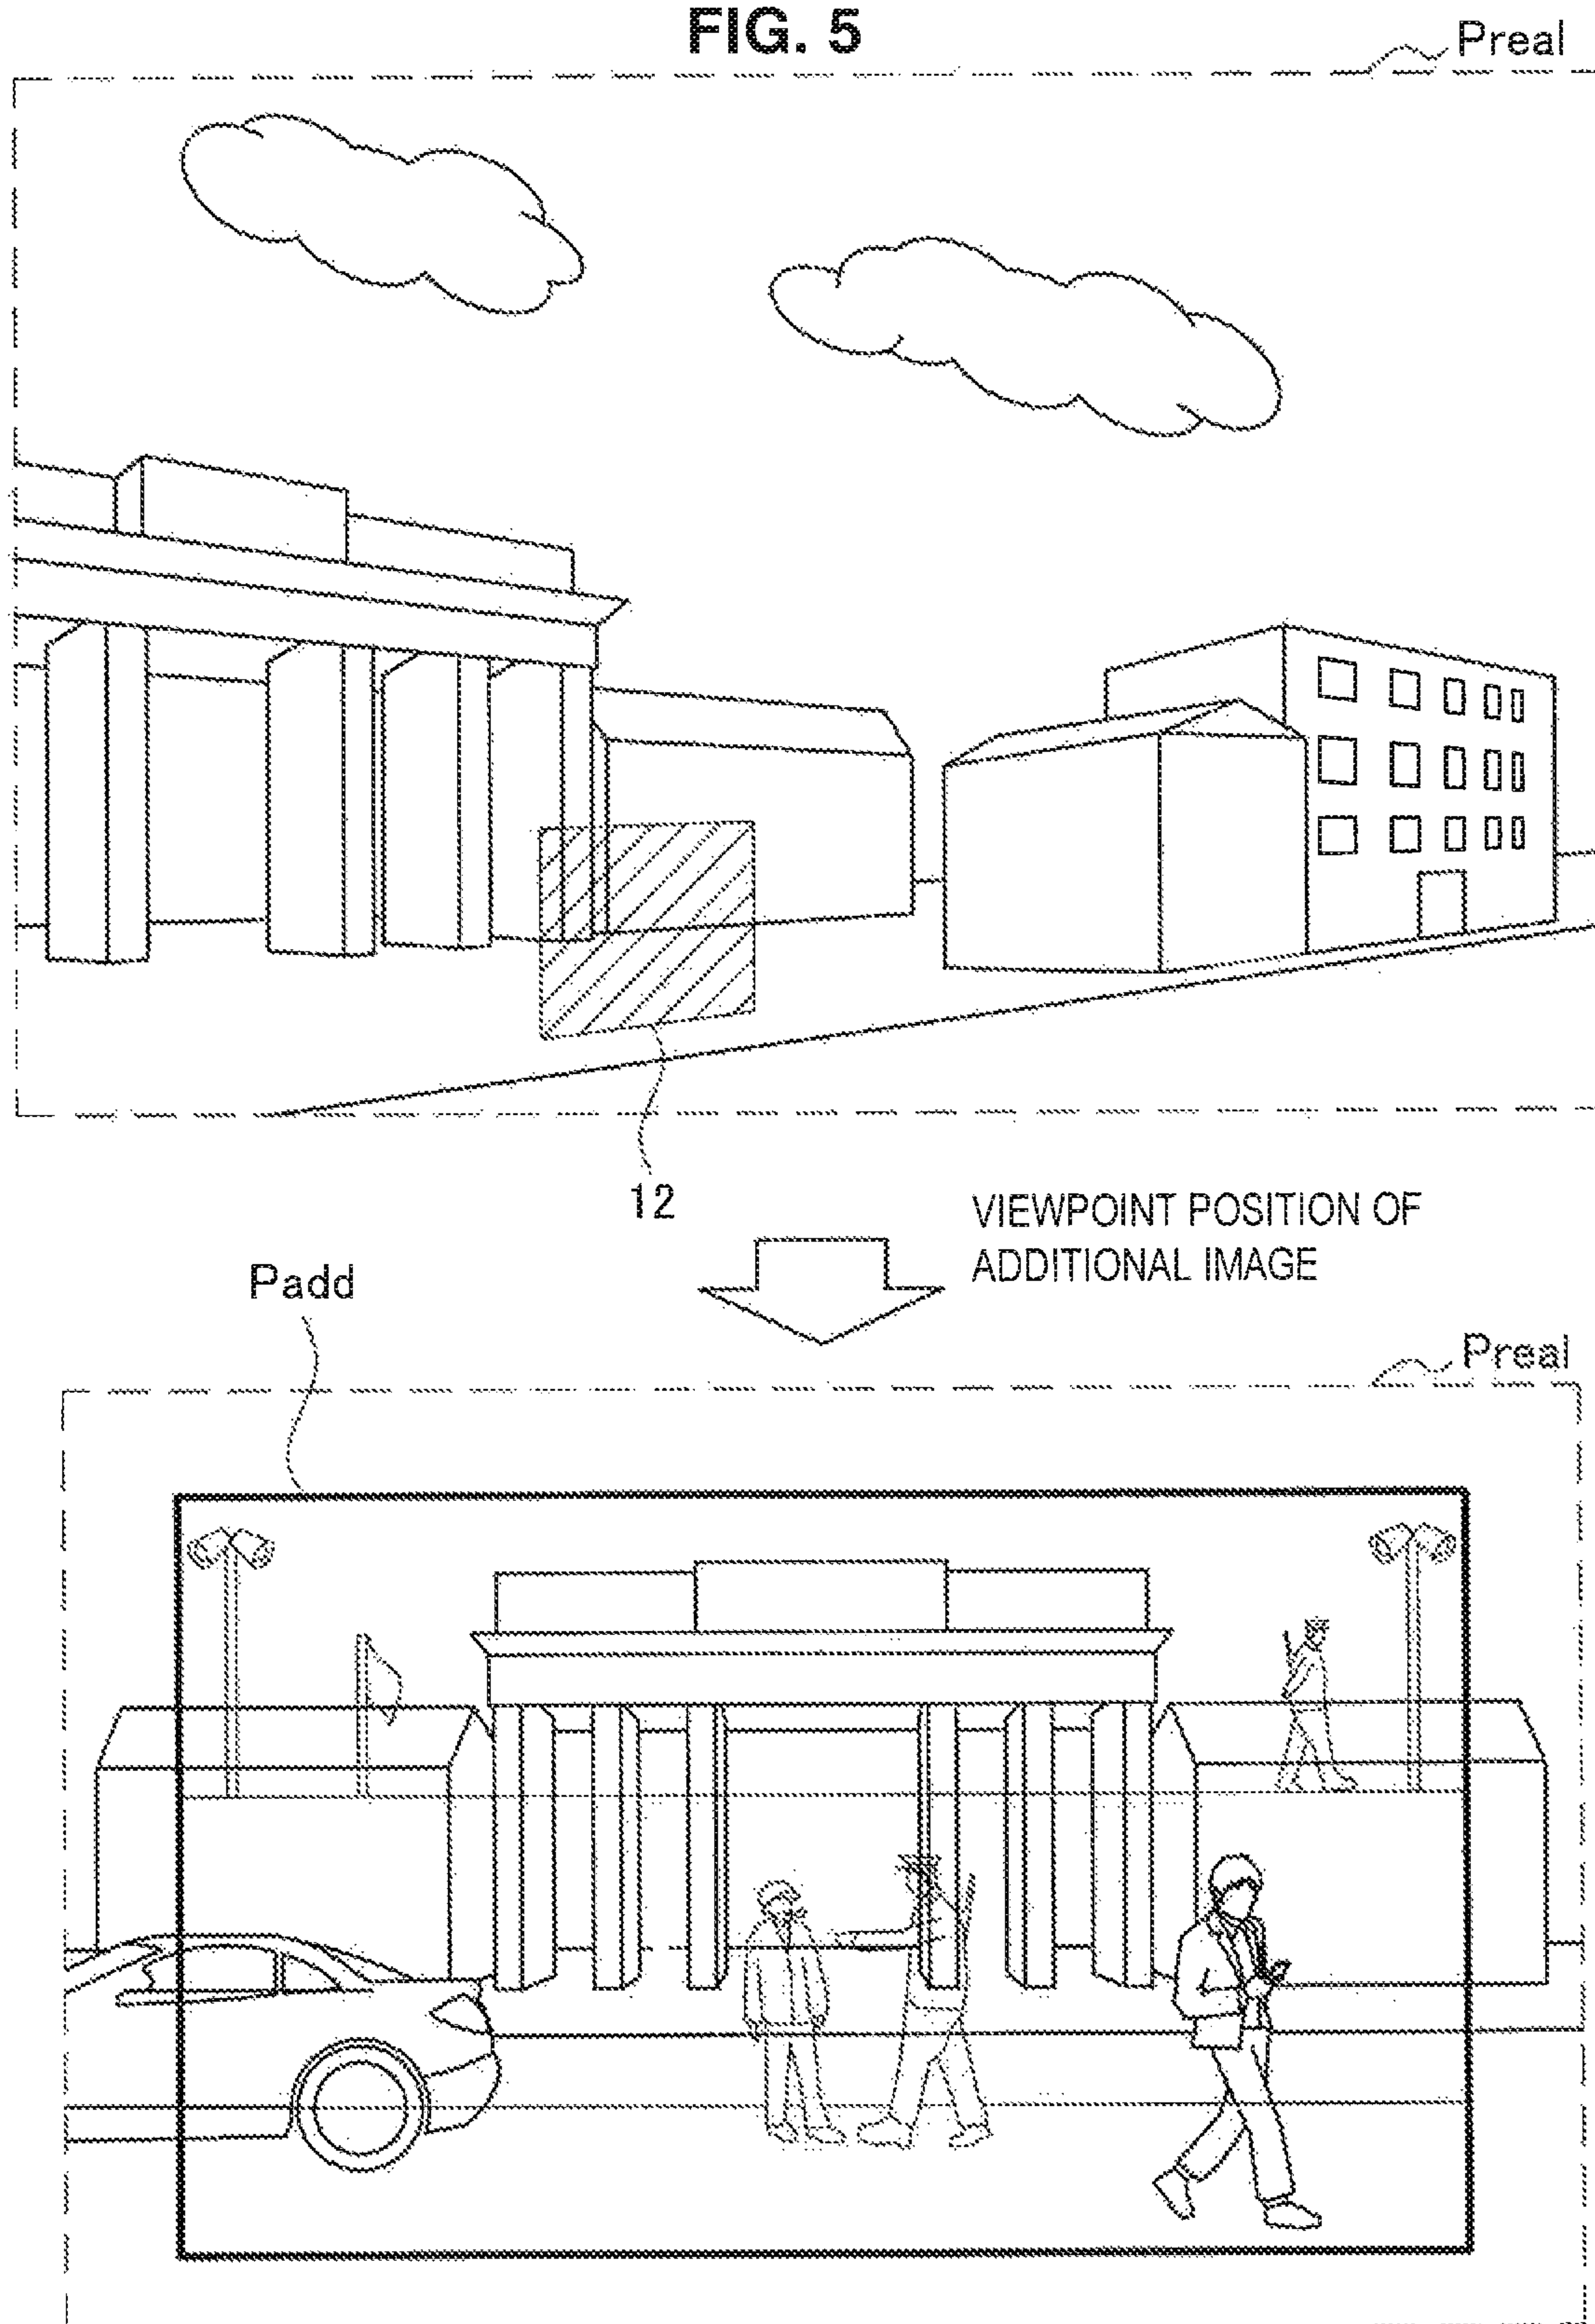 FIG. 5
Preal
12
VIEWPOINT POSITION OF
ADDITIONAL IMAGE
Padd
Preal